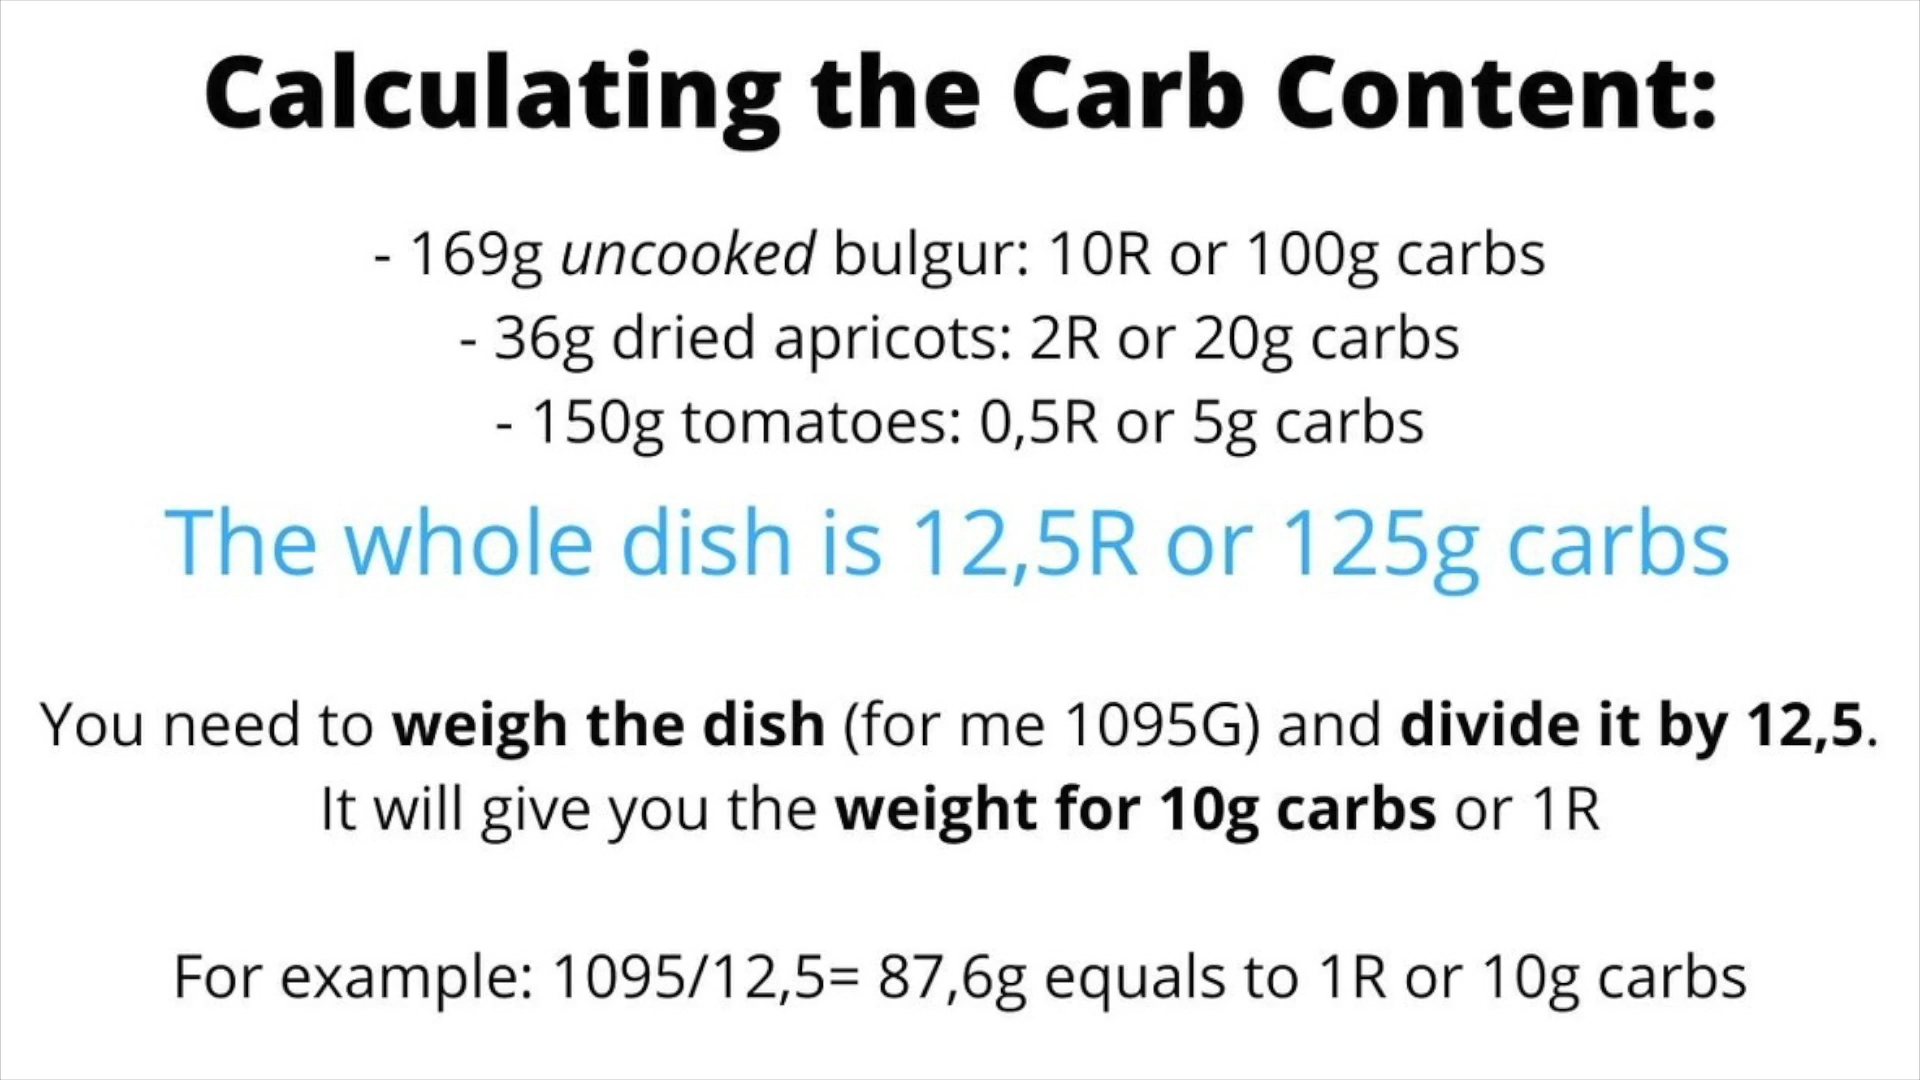 Calculating the Carb Content:
- 169g uncooked bulgur: 10R or 100g carbs
- 36g dried apricots: 2R or 20g carbs
- 150g tomatoes: 0,5R or 5g carbs
The whole dish is 12,5R or 125g carbs
You need to weigh the dish (for me 1095G) and divide it by 12,5.
It will give you the weight for 10g carbs or 1R
For example: 1095/12,5= 87,6g equals to 1R or 10g carbs